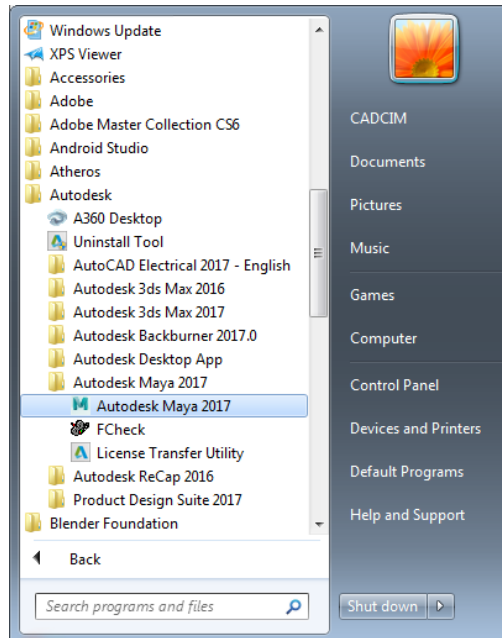 Windows Update
XPS Viewer
Accessories
Adobe
Adobe Master Collection CS6
Android Studio
Atheros
Autodesk
A360 Desktop
Uninstall Tool
AutoCAD Electrical 2017 - English
Autodesk 3ds Max 2016
Autodesk 3ds Max 2017
Autodesk Backburner 2017.0
Autodesk Desktop App
Autodesk Maya 2017
Autodesk Maya 2017
FCheck
License Transfer Utility
Autodesk ReCap 2016
Product Design Suite 2017
Blender Foundation
Back
Search programs and files
CADCIM
Documents
Pictures
Music
Games
Computer
Control Panel
Devices and Printers
Default Programs
Help and Support
Shut down